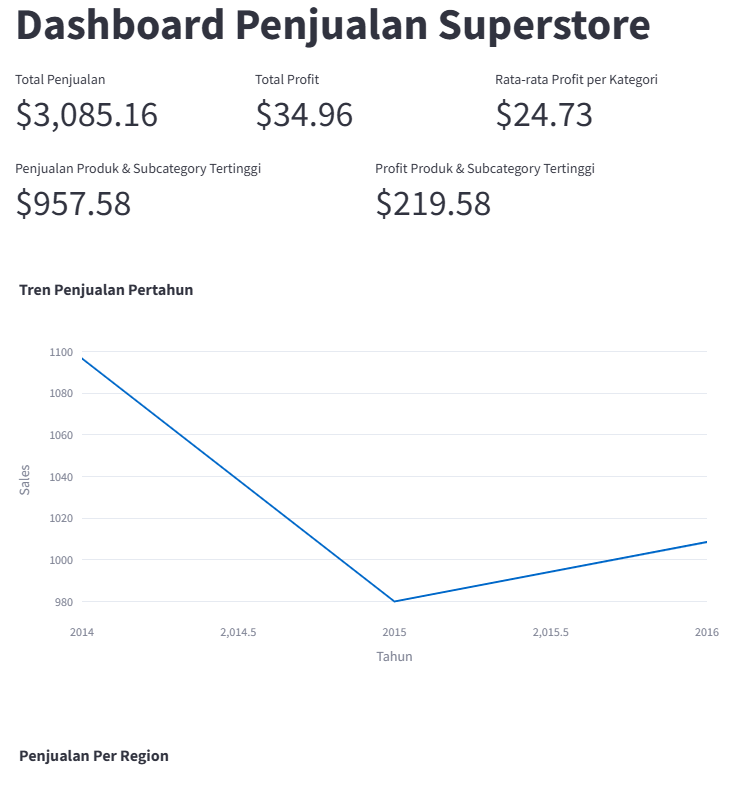 Dashboard Penjualan Superstore
Total Penjualan
$3,085.16
Total Profit
$34.96
Rata-rata Profit per Kategori
$24.73
Penjualan Produk & Subcategory Tertinggi
$957.58
Profit Produk & Subcategory Tertinggi
$219.58
Tren Penjualan Pertahun
1100
1080
1060
1040
1020
1000
980
Sales
2014
2,014.5
2015
2,015.5
2016
Tahun
Penjualan Per Region